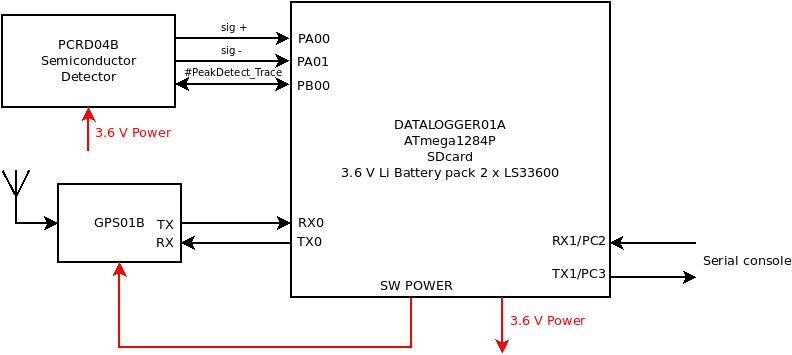 PCRD04B
Semiconductor
Detector
sig +
sig -
#PeakDetect_Trace
PA00
PA01
PB00
3.6 V Power
DATALOGGER01A
ATmega1284P
SDcard
3.6 V Li Battery pack 2 x LS33600
GPS01B
TX
RX
RX0
TX0
RX1/PC2
TX1/PC3
Serial console
SW POWER
3.6 V Power